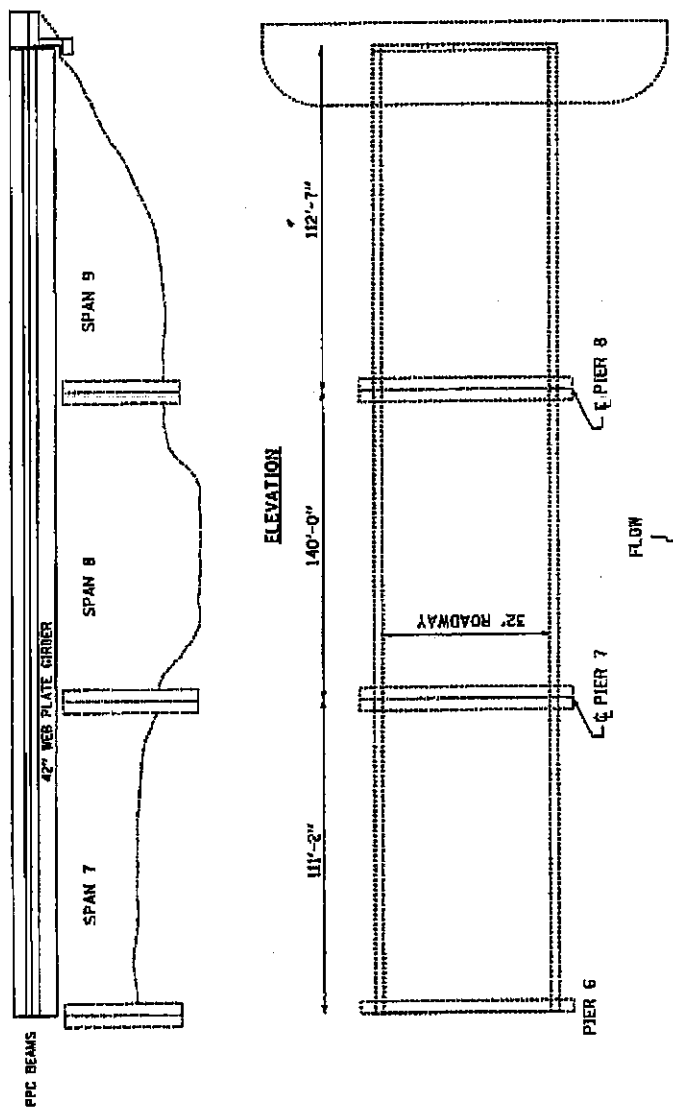 PPC BEAMS
42" WEB PLATE GIRDER
SPAN 7
SPAN 8
SPAN 9
ELEVATION
111'-2"
140'-0"
112'-7"
32' ROADWAY
PIER 6
℄ PIER 7
℄ PIER 8
FLOW